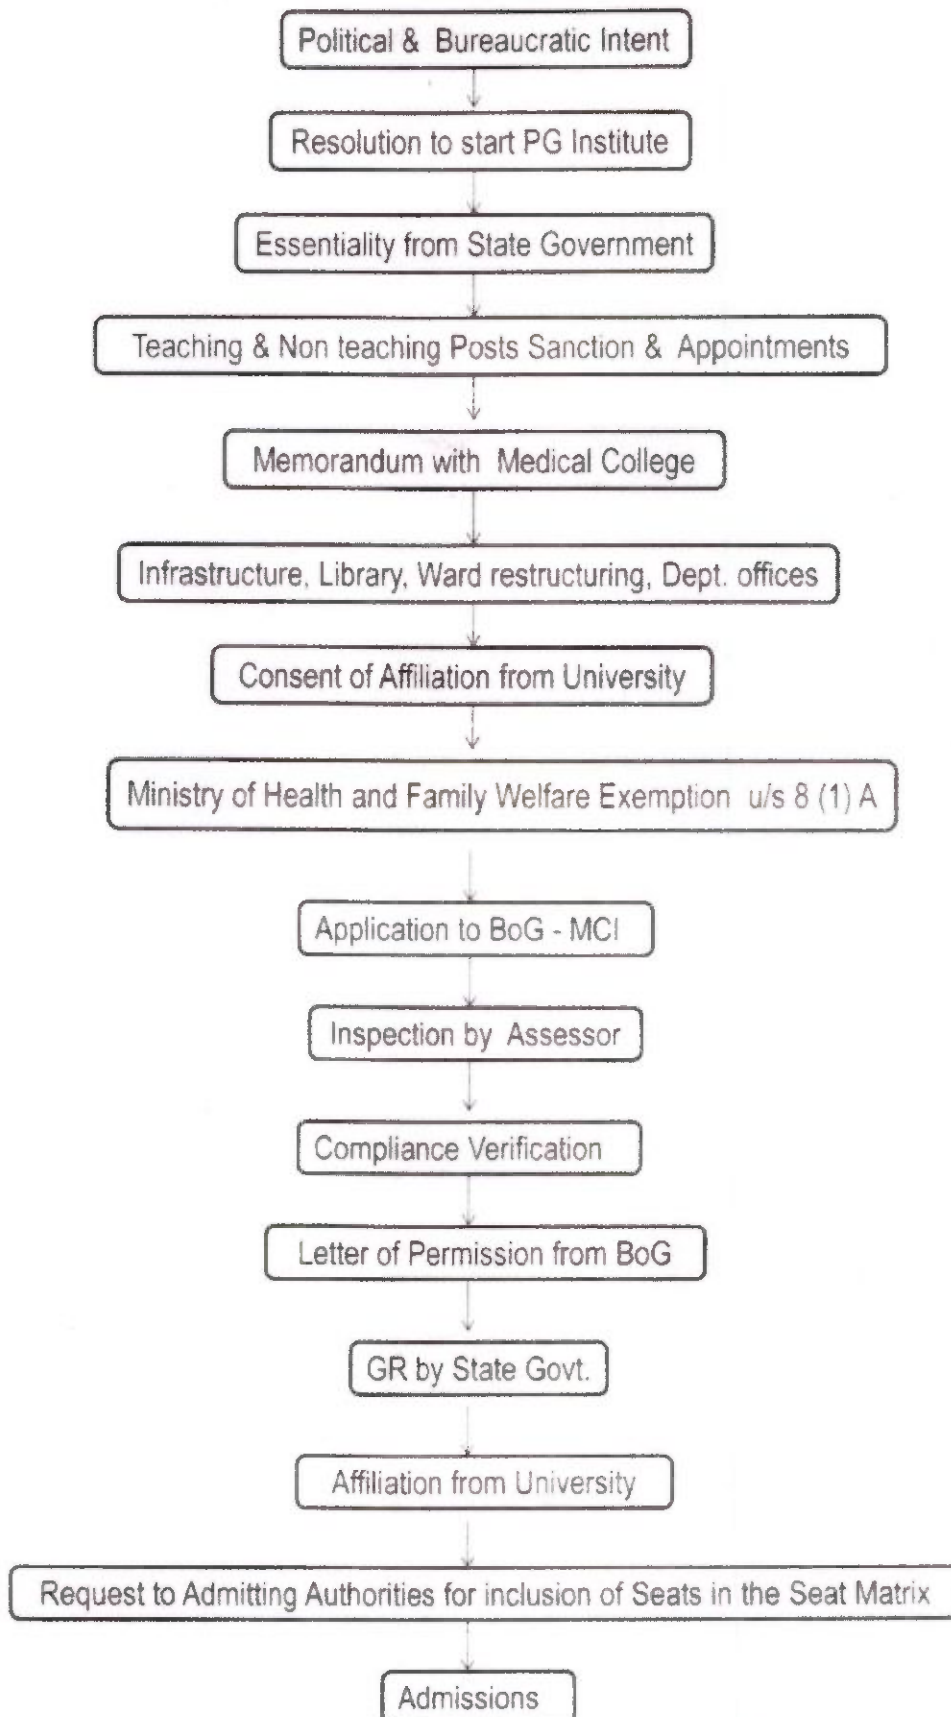 Political & Bureaucratic Intent
Resolution to start PG Institute
Essentiality from State Government
Teaching & Non teaching Posts Sanction & Appointments
Memorandum with Medical College
Infrastructure, Library, Ward restructuring, Dept. offices
Consent of Affiliation from University
Ministry of Health and Family Welfare Exemption u/s 8 (1) A
Application to BoG - MCI
Inspection by Assessor
Compliance Verification
Letter of Permission from BoG
GR by State Govt.
Affiliation from University
Request to Admitting Authorities for inclusion of Seats in the Seat Matrix
Admissions